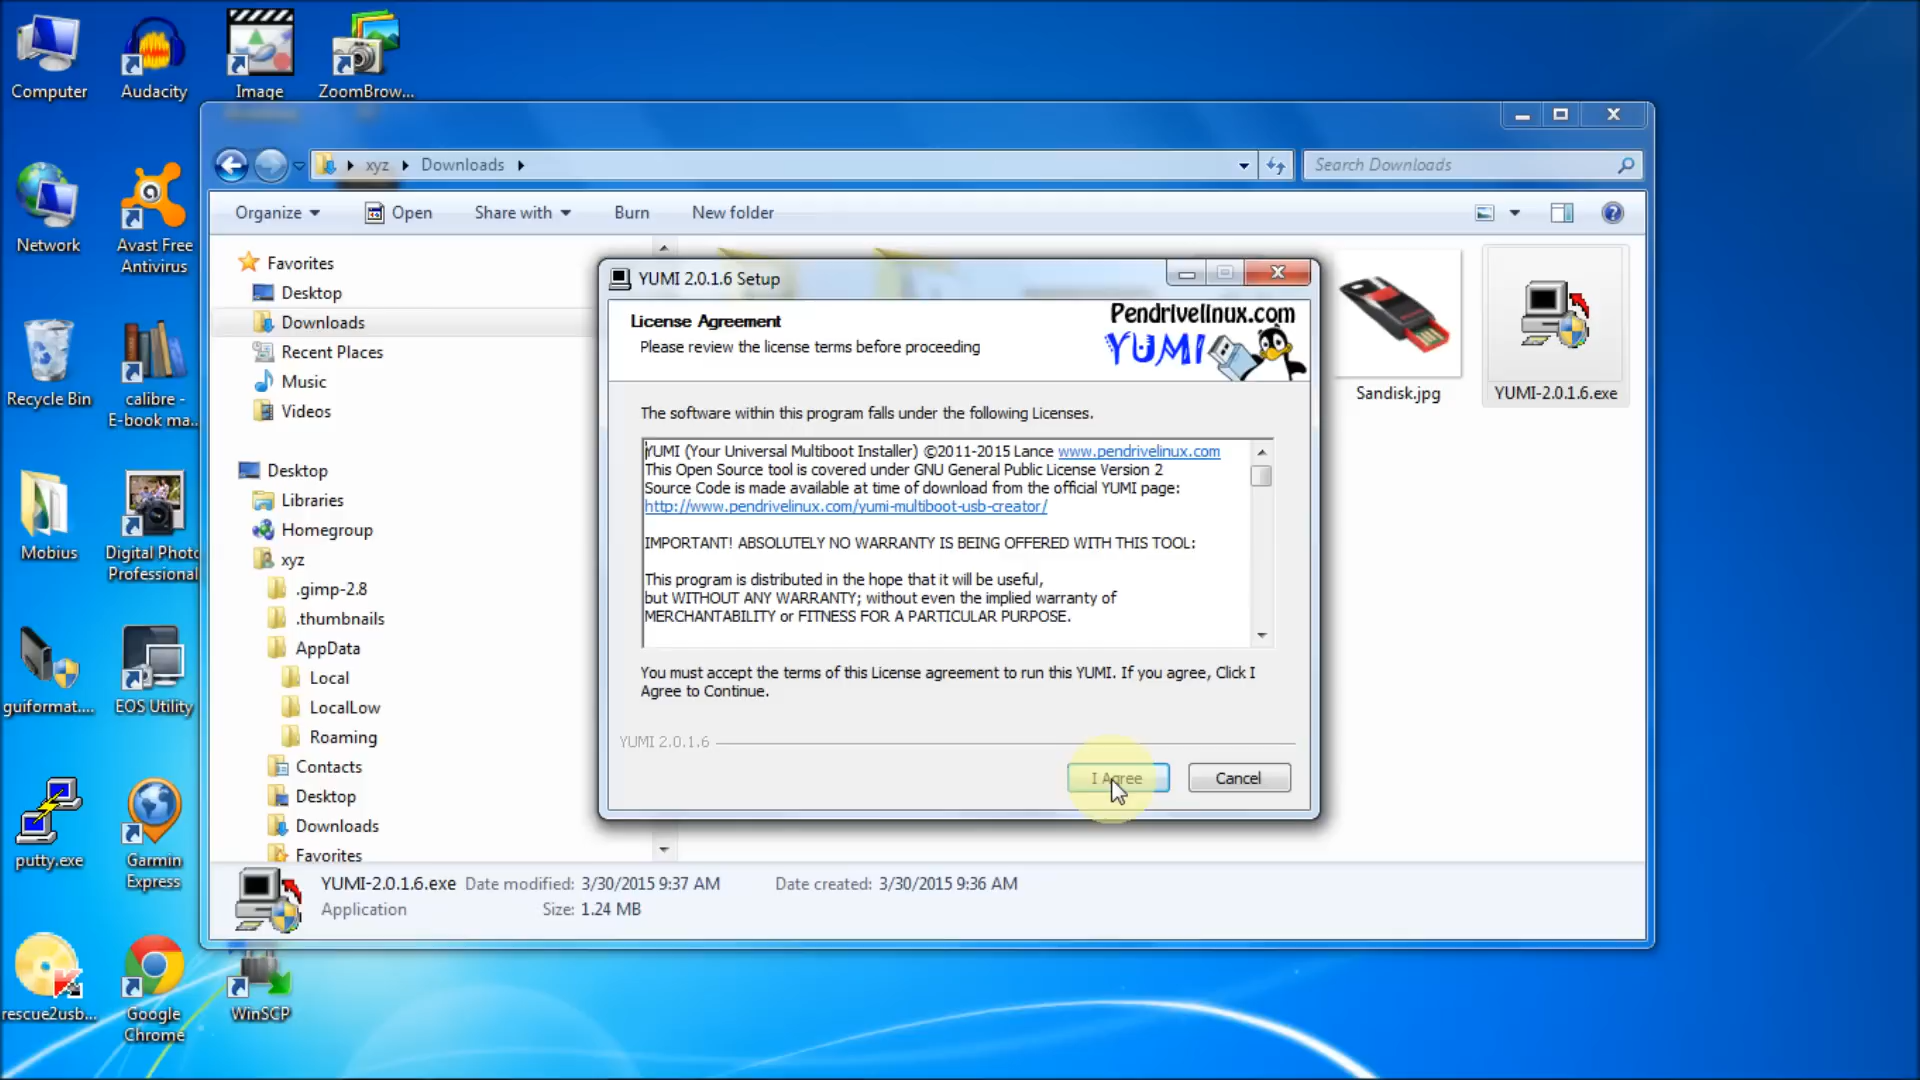 Computer
Audacity
Image
ZoomBrow...
Network
Avast Free
Antivirus
Recycle Bin
calibre -
E-book ma...
Mobius
Digital Photo
Professional
guiformat....
EOS Utility
putty.exe
Garmin
Express
rescue2usb...
Google
Chrome
WinSCP
xyz
Downloads
Search Downloads
Organize
Open
Share with
Burn
New folder
Favorites
Desktop
Downloads
Recent Places
Music
Videos
Desktop
Libraries
Homegroup
xyz
.gimp-2.8
.thumbnails
AppData
Local
LocalLow
Roaming
Contacts
Desktop
Downloads
Favorites
Sandisk.jpg
YUMI-2.0.1.6.exe
YUMI 2.0.1.6 Setup
License Agreement
Please review the license terms before proceeding
Pendrivelinux.com
YUMI
The software within this program falls under the following Licenses.
YUMI (Your Universal Multiboot Installer) ©2011-2015 Lance www.pendrivelinux.com
This Open Source tool is covered under GNU General Public License Version 2
Source Code is made available at time of download from the official YUMI page:
http://www.pendrivelinux.com/yumi-multiboot-usb-creator/
IMPORTANT! ABSOLUTELY NO WARRANTY IS BEING OFFERED WITH THIS TOOL:
This program is distributed in the hope that it will be useful,
but WITHOUT ANY WARRANTY; without even the implied warranty of
MERCHANTABILITY or FITNESS FOR A PARTICULAR PURPOSE.
You must accept the terms of this License agreement to run this YUMI. If you agree, Click I
Agree to Continue.
YUMI 2.0.1.6
I Agree
Cancel
YUMI-2.0.1.6.exe Date modified: 3/30/2015 9:37 AM Date created: 3/30/2015 9:36 AM
Application Size: 1.24 MB